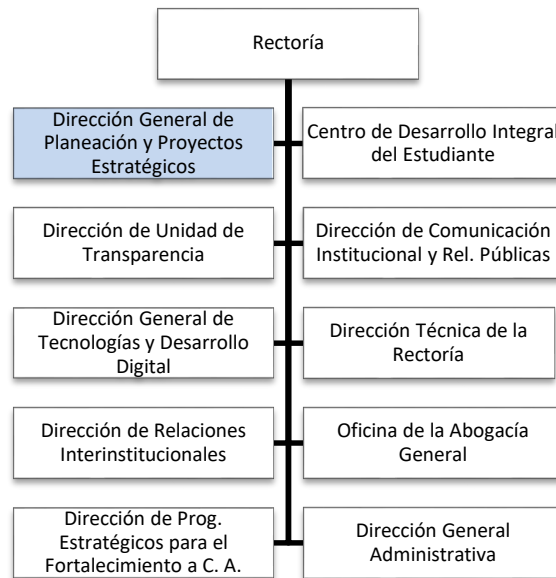 Rectoría
Dirección General de
Planeación y Proyectos
Estratégicos
Centro de Desarrollo Integral
del Estudiante
Dirección de Unidad de
Transparencia
Dirección de Comunicación
Institucional y Rel. Públicas
Dirección General de
Tecnologías y Desarrollo
Digital
Dirección Técnica de la
Rectoría
Dirección de Relaciones
Interinstitucionales
Oficina de la Abogacía
General
Dirección de Prog.
Estratégicos para el
Fortalecimiento a C. A.
Dirección General
Administrativa